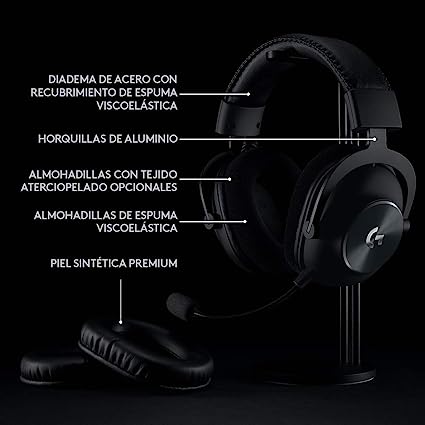 DIADEMA DE ACERO CON
RECUBRIMIENTO DE ESPUMA
VISCOELÁSTICA
HORQUILLAS DE ALUMINIO
ALMOHADILLAS CON TEJIDO
ATERCIOPELADO OPCIONALES
ALMOHADILLAS DE ESPUMA
VISCOELÁSTICA
PIEL SINTÉTICA PREMIUM
G